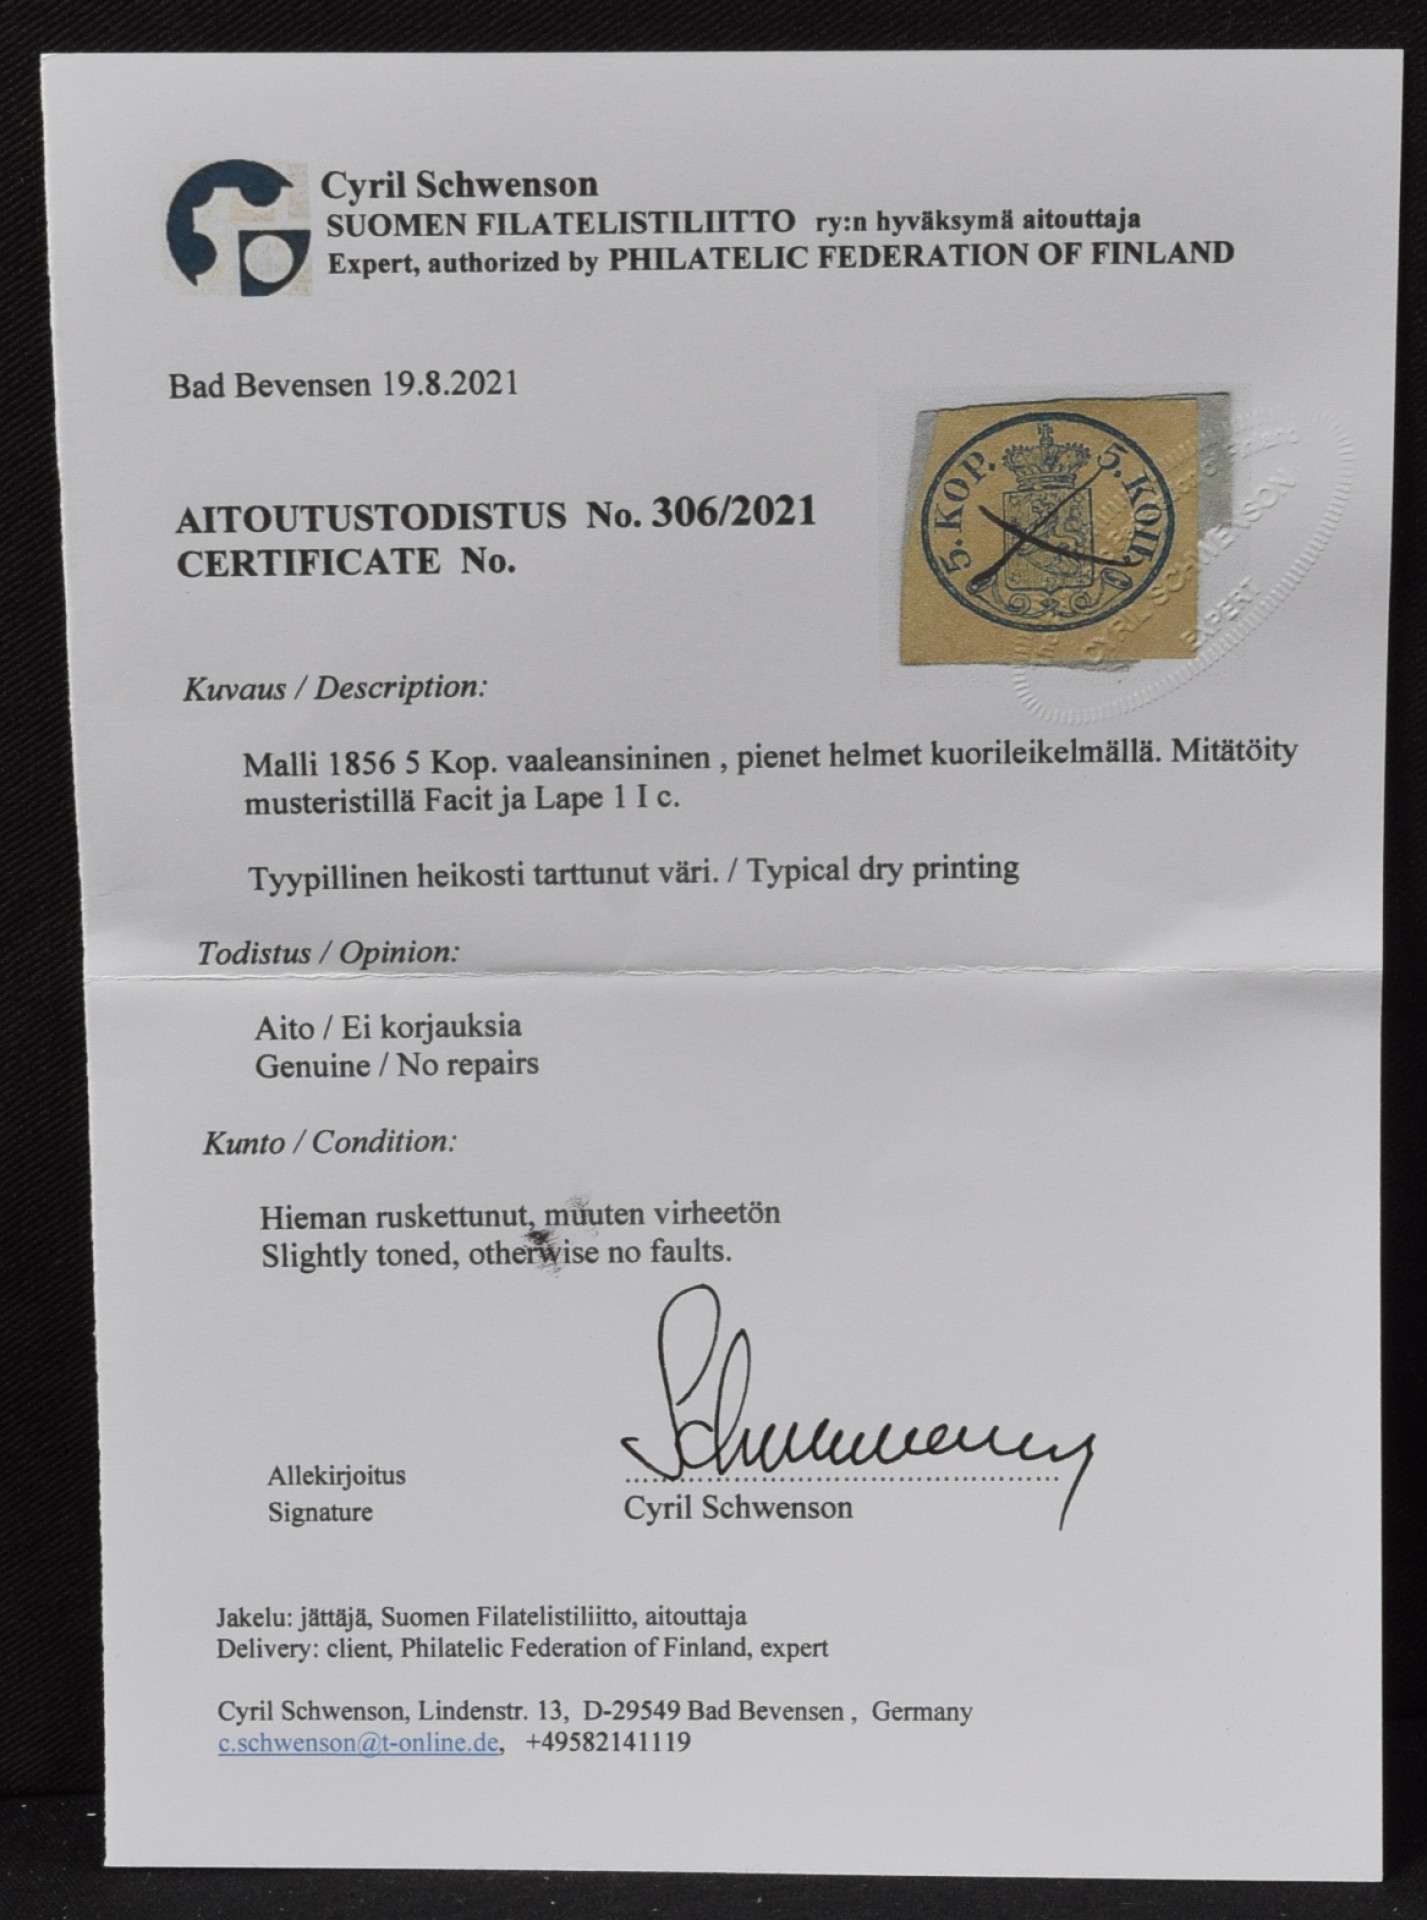 Cyril Schwenson
SUOMEN FILATELISTILIITTO ry:n hyväksymä aitouttaja
Expert, authorized by PHILATELIC FEDERATION OF FINLAND
Bad Bevensen 19.8.2021
5. KOP. 5. КОП.
CYRIL SCHWENSON
EXPERT
AITOUTUSTODISTUS No. 306/2021
CERTIFICATE No.
Kuvaus / Description:
Malli 1856 5 Kop. vaaleansininen , pienet helmet kuorileikelmällä. Mitätöity
musteristillä Facit ja Lape 1 I c.
Tyypillinen heikosti tarttunut väri. / Typical dry printing
Todistus / Opinion:
Aito / Ei korjauksia
Genuine / No repairs
Kunto / Condition:
Hieman ruskettunut, muuten virheetön
Slightly toned, otherwise no faults.
Allekirjoitus
Signature
Cyril Schwenson
Jakelu: jättäjä, Suomen Filatelistiliitto, aitouttaja
Delivery: client, Philatelic Federation of Finland, expert
Cyril Schwenson, Lindenstr. 13, D-29549 Bad Bevensen , Germany
c.schwenson@t-online.de, +49582141119